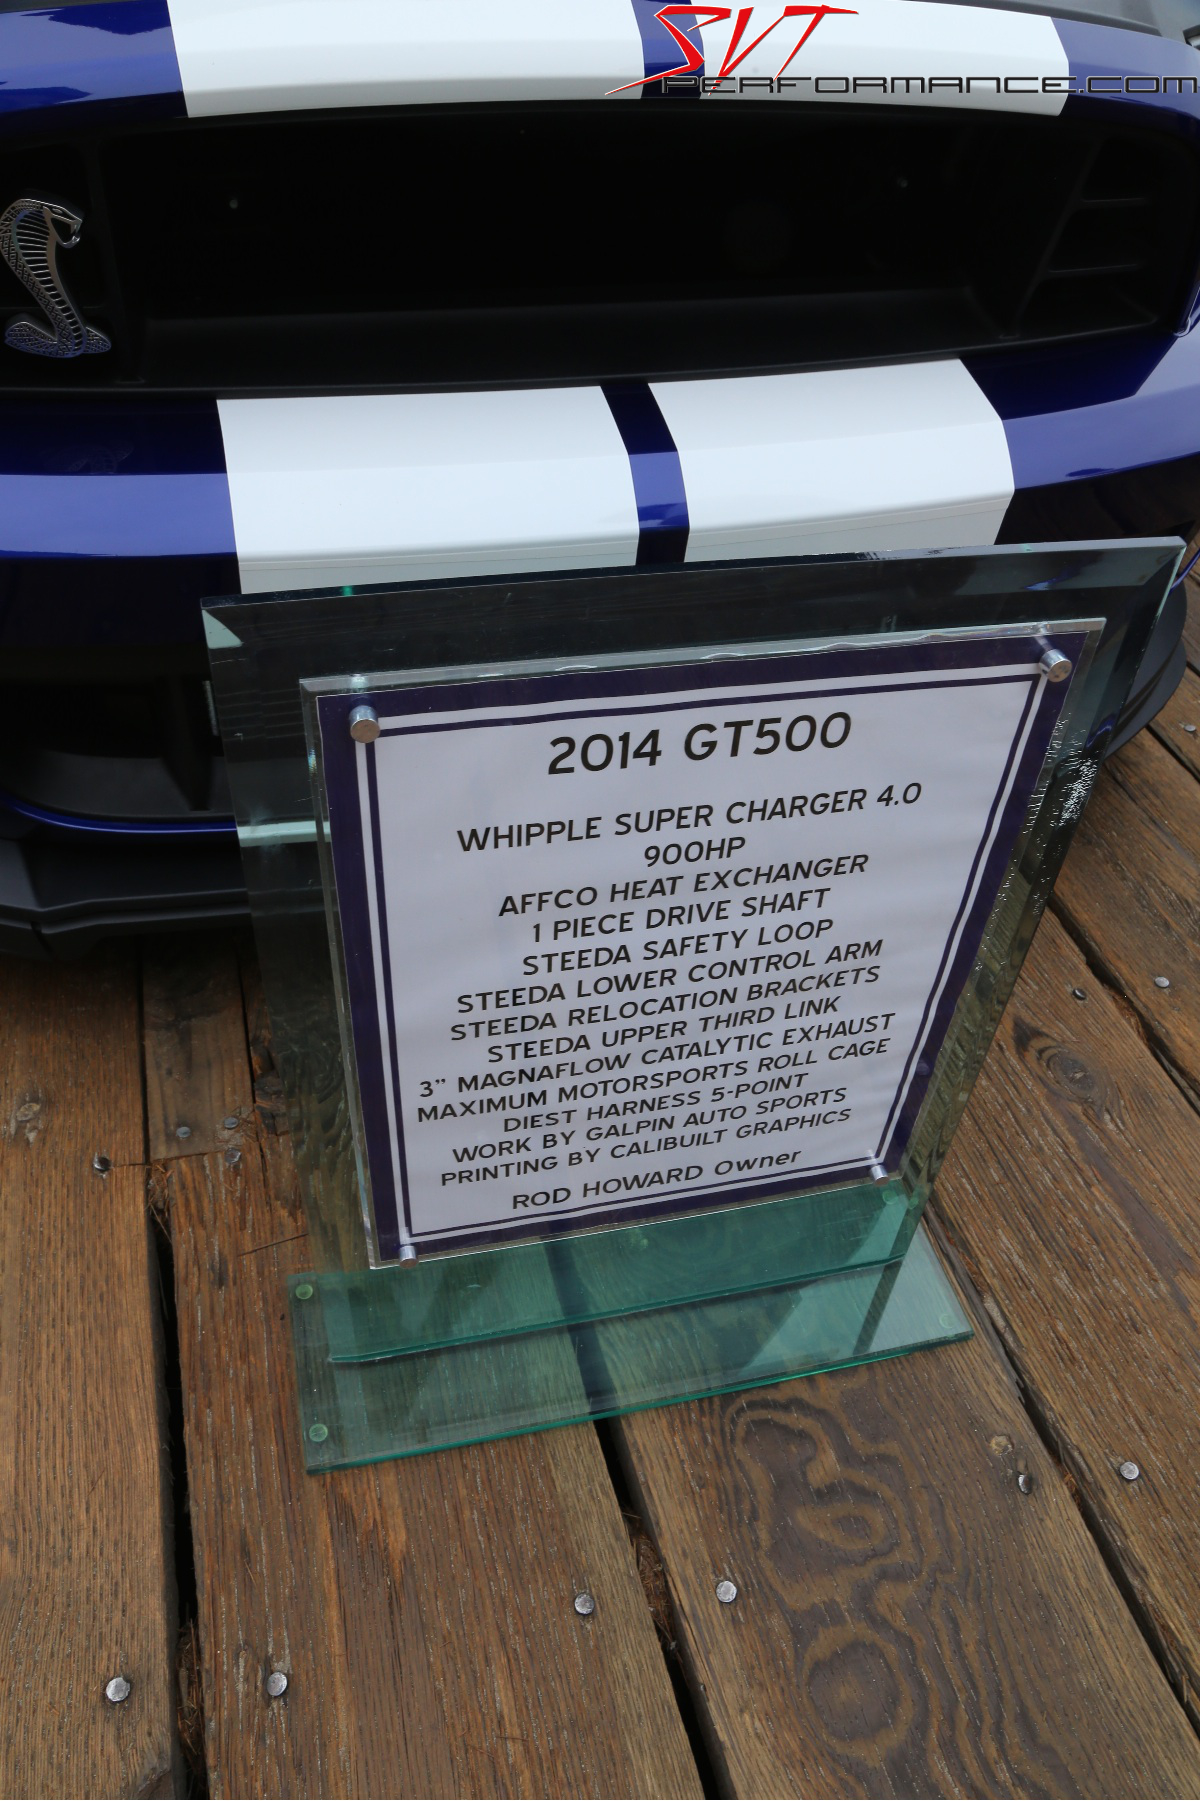 SVT
PERFORMANCE.COM
2014 GT500
WHIPPLE SUPER CHARGER 4.0
900HP
AFFCO HEAT EXCHANGER
1 PIECE DRIVE SHAFT
STEEDA SAFETY LOOP
STEEDA LOWER CONTROL ARM
STEEDA RELOCATION BRACKETS
STEEDA UPPER THIRD LINK
3" MAGNAFLOW CATALYTIC EXHAUST
MAXIMUM MOTORSPORTS ROLL CAGE
DIEST HARNESS 5-POINT
WORK BY GALPIN AUTO SPORTS
PRINTING BY CALIBUILT GRAPHICS
ROD HOWARD Owner